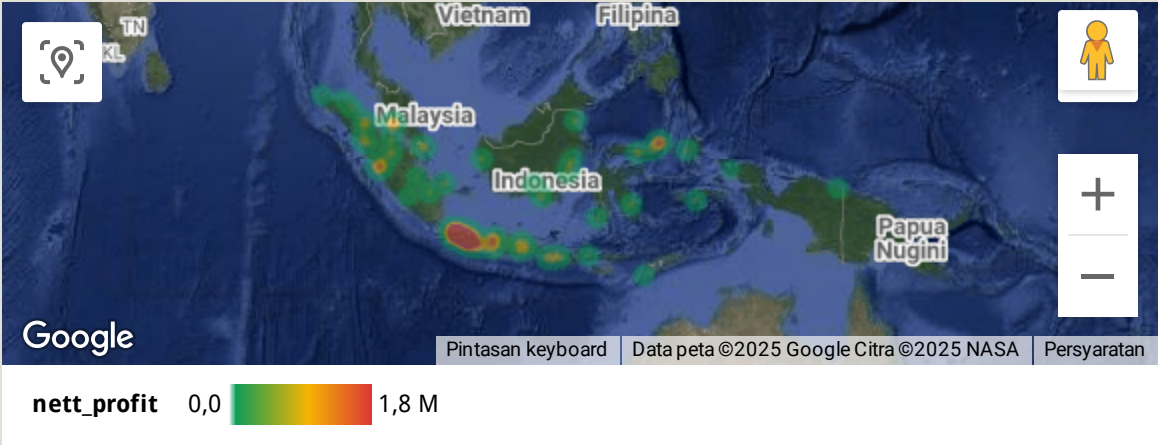 Vietnam
Filipina
TN
KL
Malaysia
Indonesia
Papua
Nugini
Google
Pintasan keyboard
Data peta ©2025 Google Citra ©2025 NASA
Persyaratan
nett_profit 0,0 1,8 M